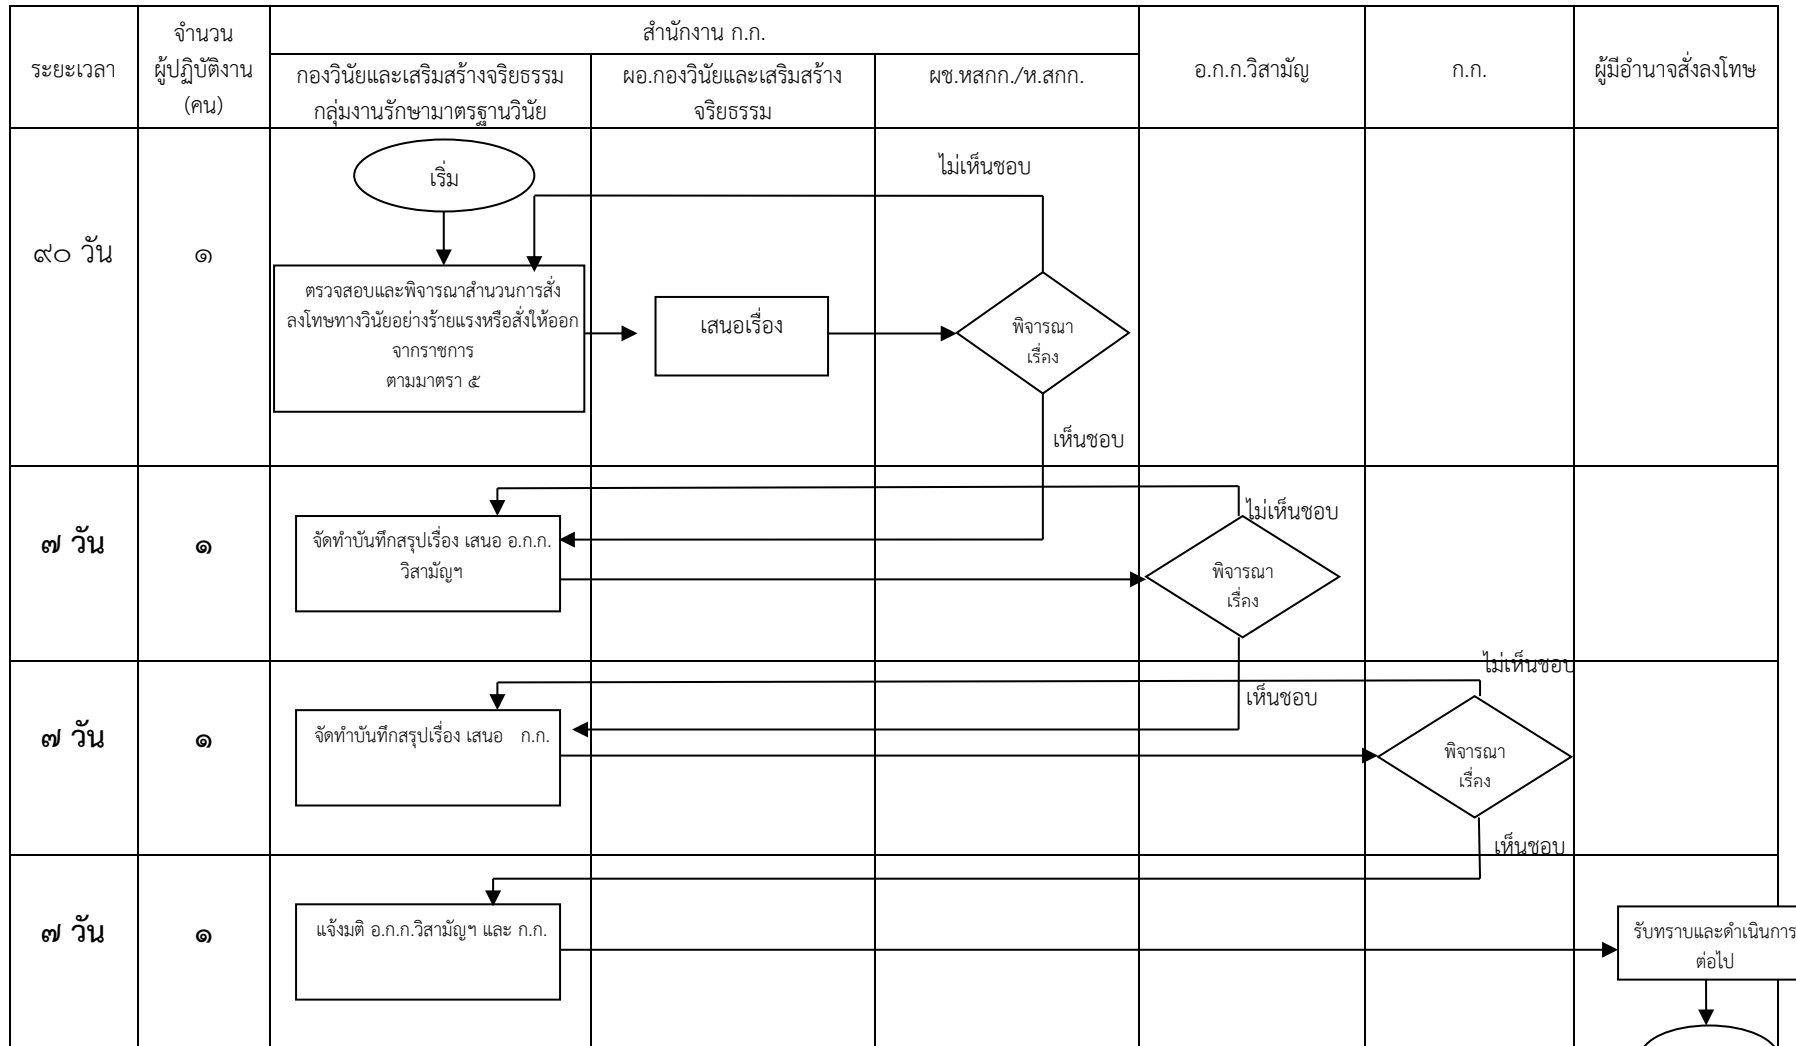 ระยะเวลา
จำนวน
ผู้ปฏิบัติงาน
(คน)
สำนักงาน ก.ก.
กองวินัยและเสริมสร้างจริยธรรม
กลุ่มงานรักษามาตรฐานวินัย
ผอ.กองวินัยและเสริมสร้าง
จริยธรรม
ผช.หสกก./ห.สกก.
อ.ก.ก.วิสามัญ
ก.ก.
ผู้มีอำนาจสั่งลงโทษ
๙๐ วัน
๑
เริ่ม
ไม่เห็นชอบ
ตรวจสอบและพิจารณาสำนวนการสั่ง
ลงโทษทางวินัยอย่างร้ายแรงหรือสั่งให้ออก
จากราชการ
ตามมาตรา ๕
เสนอเรื่อง
พิจารณา
เรื่อง
เห็นชอบ
๗ วัน
๑
จัดทำบันทึกสรุปเรื่อง เสนอ อ.ก.ก.
วิสามัญฯ
ไม่เห็นชอบ
พิจารณา
เรื่อง
เห็นชอบ
๗ วัน
๑
จัดทำบันทึกสรุปเรื่อง เสนอ ก.ก.
ไม่เห็นชอบ
พิจารณา
เรื่อง
เห็นชอบ
๗ วัน
๑
แจ้งมติ อ.ก.ก.วิสามัญฯ และ ก.ก.
รับทราบและดำเนินการ
ต่อไป